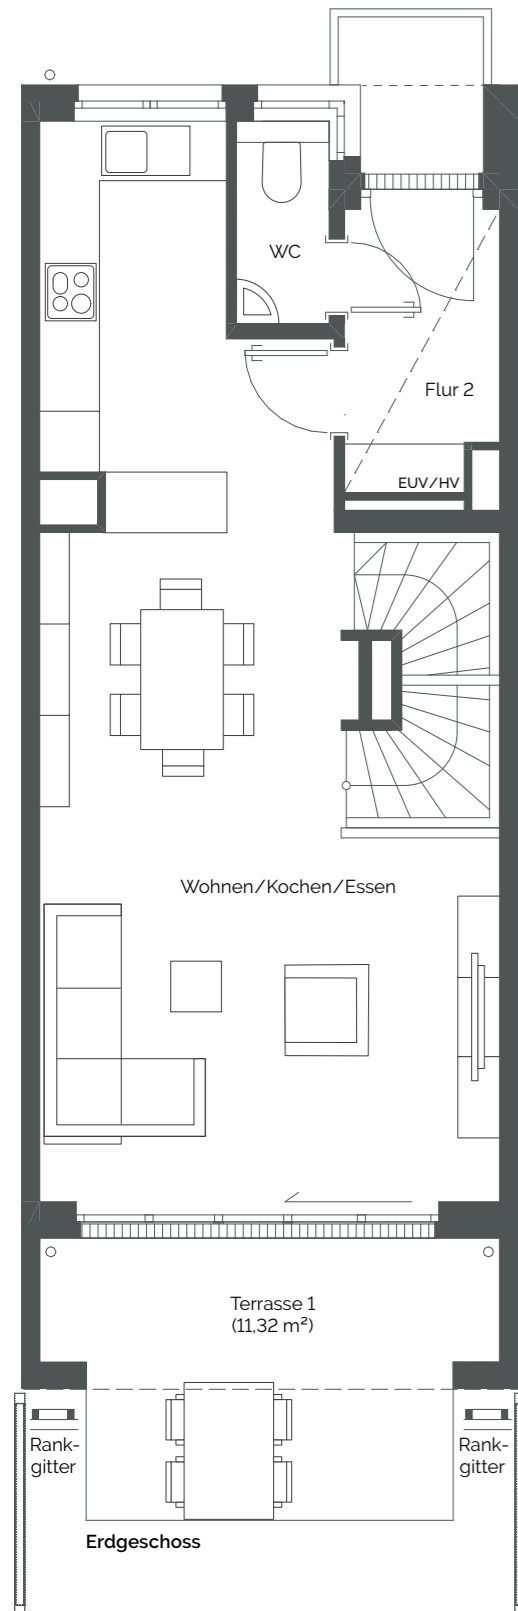 WC
Flur 2
EUV/HV
Wohnen/Kochen/Essen
Terrasse 1
(11,32 m²)
Rank-
gitter
Rank-
gitter
Erdgeschoss